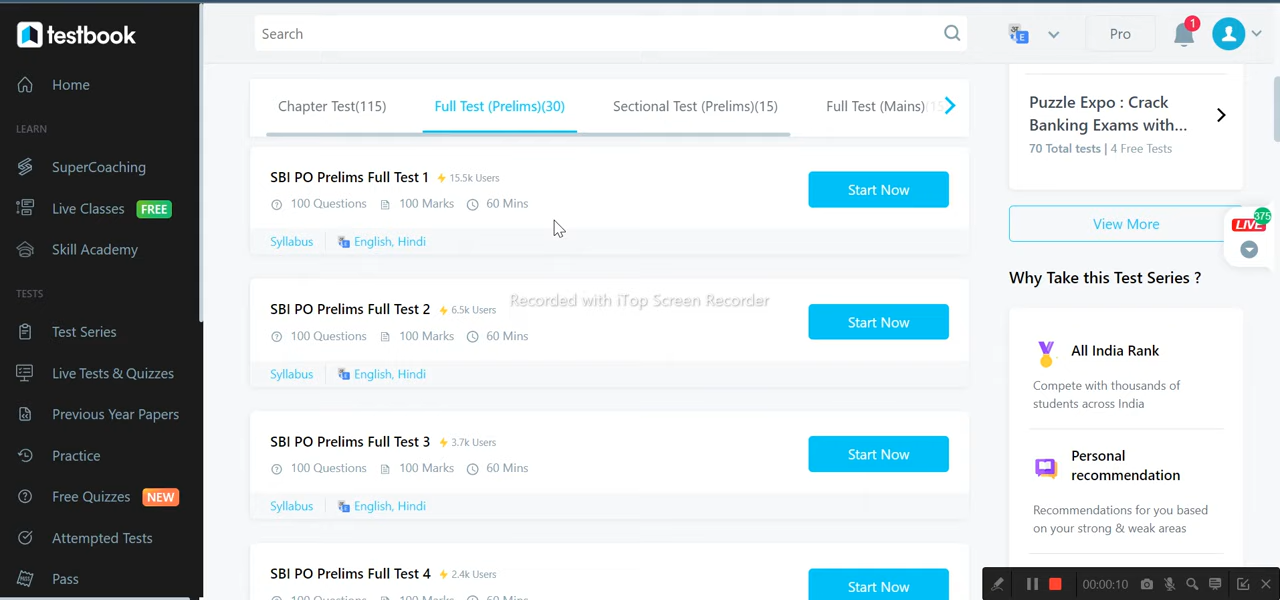 testbook
Home
LEARN
SuperCoaching
Live Classes FREE
Skill Academy
TESTS
Test Series
Live Tests & Quizzes
Previous Year Papers
Practice
Free Quizzes NEW
Attempted Tests
Pass
Search
Pro
1
Chapter Test(115)
Full Test (Prelims)(30)
Sectional Test (Prelims)(15)
Full Test (Mains)(15
SBI PO Prelims Full Test 1 15.5k Users
100 Questions 100 Marks 60 Mins
Start Now
Syllabus English, Hindi
SBI PO Prelims Full Test 2 6.5k Users
100 Questions 100 Marks 60 Mins
Start Now
Syllabus English, Hindi
Recorded with iTop Screen Recorder
SBI PO Prelims Full Test 3 3.7k Users
100 Questions 100 Marks 60 Mins
Start Now
Syllabus English, Hindi
SBI PO Prelims Full Test 4 2.4k Users
100 Questions 100 Marks 60 Mins
Start Now
Puzzle Expo : Crack
Banking Exams with...
70 Total tests | 4 Free Tests
View More
LIVE 375
Why Take this Test Series ?
All India Rank
Compete with thousands of
students across India
Personal
recommendation
Recommendations for you based
on your strong & weak areas
00:00:10